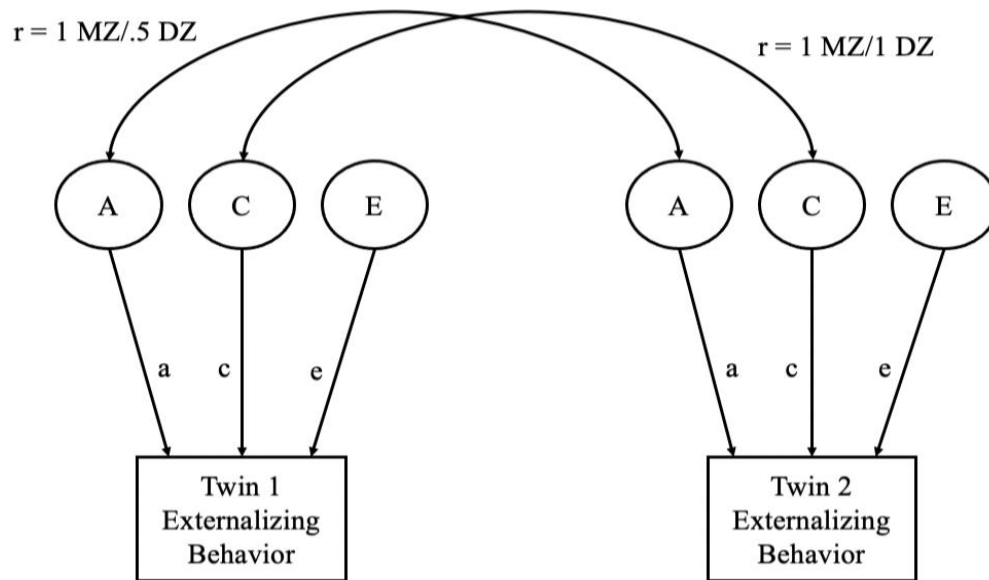 r = 1 MZ/.5 DZ
r = 1 MZ/1 DZ
A
C
E
A
C
E
a
c
e
a
c
e
Twin 1
Externalizing
Behavior
Twin 2
Externalizing
Behavior